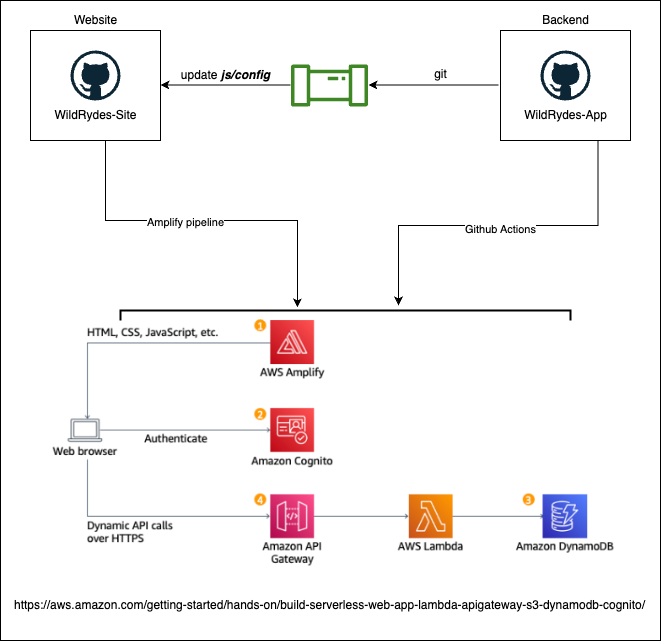 Website
Backend
WildRydes-Site
update js/config
git
WildRydes-App
Amplify pipeline
Github Actions
1
HTML, CSS, JavaScript, etc.
AWS Amplify
2
Authenticate
Web browser
Amazon Cognito
4
3
Dynamic API calls
over HTTPS
Amazon API
Gateway
AWS Lambda
Amazon DynamoDB
https://aws.amazon.com/getting-started/hands-on/build-serverless-web-app-lambda-apigateway-s3-dynamodb-cognito/